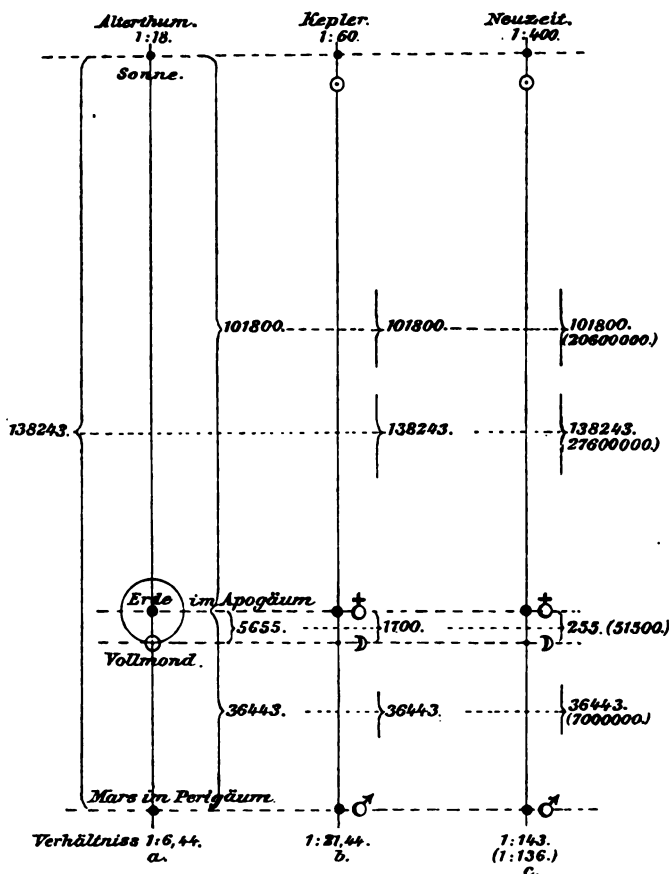 Alterthum. Kepler. Neuzeit.
1:18. 1:60. 1:400.
Sonne.
101800. 101800. 101800.
(20600000.)
138243. 138243. 138243.
27600000.)
Erde im Apogäum
5655. 1700. 255. (51500.)
Vollmond.
36443. 36443. 36443.
(7000000.)
Mars im Perigäum.
Verhältniss 1:6,44. 1:21,44. 1:143.
a. b. (1:136.)
c.